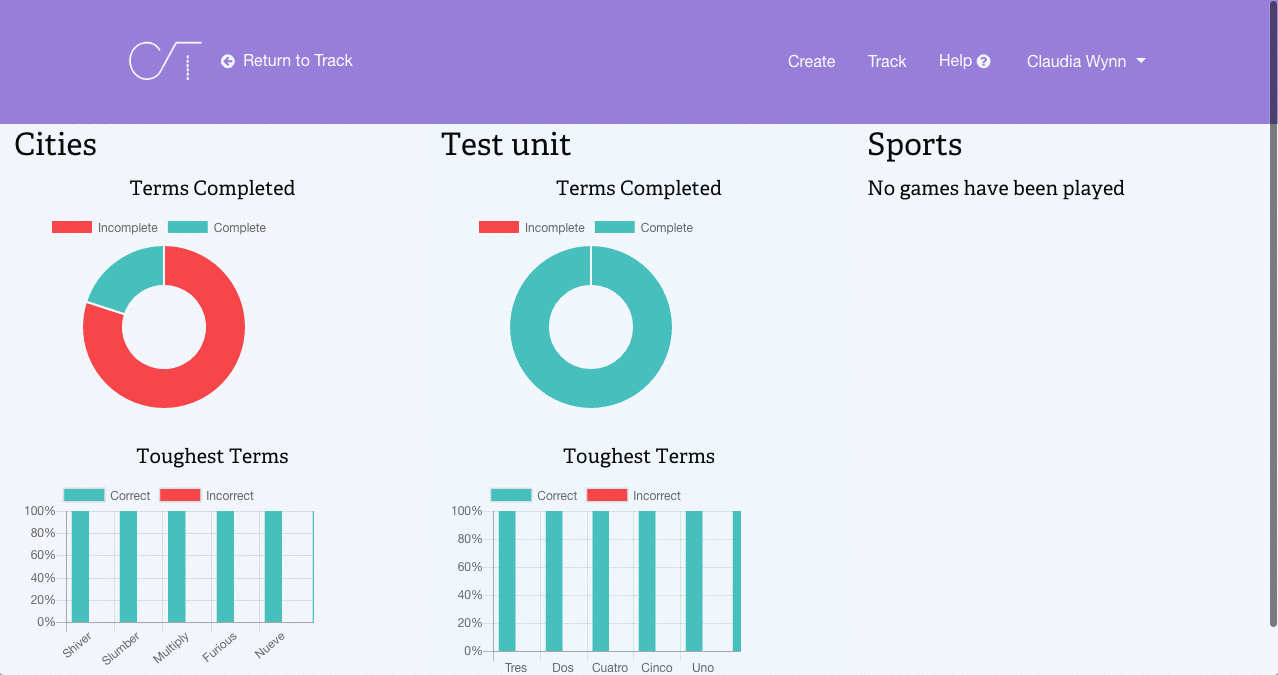 CT
Return to Track
Create
Track
Help ?
Claudia Wynn
Cities
Terms Completed
Incomplete Complete
Toughest Terms
Correct Incorrect
100%
80%
60%
40%
20%
0%
Shiver Slumber Multiply Furious Nueve
Test unit
Terms Completed
Incomplete Complete
Toughest Terms
Correct Incorrect
100%
80%
60%
40%
20%
0%
Tres Dos Cuatro Cinco Uno
Sports
No games have been played